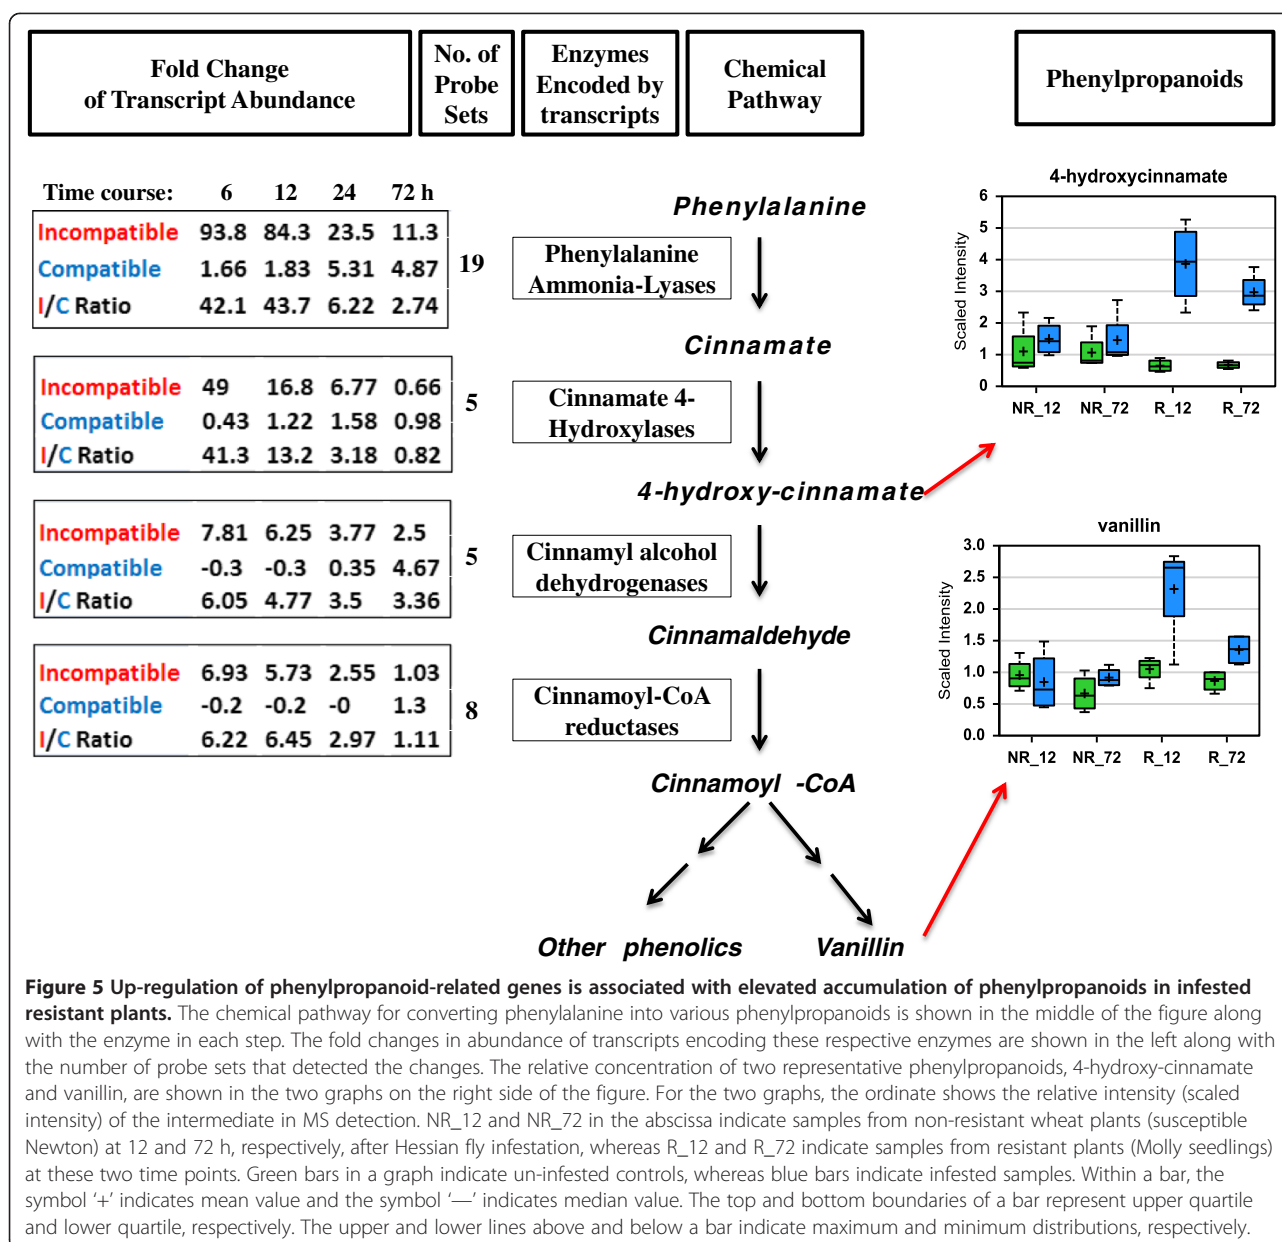 Fold Change
of Transcript Abundance
No. of
Probe
Sets
Enzymes
Encoded by
transcripts
Chemical
Pathway
Phenylpropanoids
Time course: 6 12 24 72 h
Incompatible 93.8 84.3 23.5 11.3
Compatible 1.66 1.83 5.31 4.87
I/C Ratio 42.1 43.7 6.22 2.74
19
Phenylalanine
Phenylalanine
Ammonia-Lyases
Cinnamate
Incompatible 49 16.8 6.77 0.66
Compatible 0.43 1.22 1.58 0.98
I/C Ratio 41.3 13.2 3.18 0.82
5
Cinnamate 4-
Hydroxylases
4-hydroxy-cinnamate
Incompatible 7.81 6.25 3.77 2.5
Compatible -0.3 -0.3 0.35 4.67
I/C Ratio 6.05 4.77 3.5 3.36
5
Cinnamyl alcohol
dehydrogenases
Cinnamaldehyde
Incompatible 6.93 5.73 2.55 1.03
Compatible -0.2 -0.2 -0 1.3
I/C Ratio 6.22 6.45 2.97 1.11
8
Cinnamoyl-CoA
reductases
Cinnamoyl -CoA
Other phenolics
Vanillin
4-hydroxycinnamate
Scaled Intensity
6
5
4
3
2
1
0
NR_12 NR_72 R_12 R_72
vanillin
Scaled Intensity
3.0
2.5
2.0
1.5
1.0
0.5
0.0
NR_12 NR_72 R_12 R_72
Figure 5 Up-regulation of phenylpropanoid-related genes is associated with elevated accumulation of phenylpropanoids in infested
resistant plants. The chemical pathway for converting phenylalanine into various phenylpropanoids is shown in the middle of the figure along
with the enzyme in each step. The fold changes in abundance of transcripts encoding these respective enzymes are shown in the left along with
the number of probe sets that detected the changes. The relative concentration of two representative phenylpropanoids, 4-hydroxy-cinnamate
and vanillin, are shown in the two graphs on the right side of the figure. For the two graphs, the ordinate shows the relative intensity (scaled
intensity) of the intermediate in MS detection. NR_12 and NR_72 in the abscissa indicate samples from non-resistant wheat plants (susceptible
Newton) at 12 and 72 h, respectively, after Hessian fly infestation, whereas R_12 and R_72 indicate samples from resistant plants (Molly seedlings)
at these two time points. Green bars in a graph indicate un-infested controls, whereas blue bars indicate infested samples. Within a bar, the
symbol ‘+’ indicates mean value and the symbol ‘—’ indicates median value. The top and bottom boundaries of a bar represent upper quartile
and lower quartile, respectively. The upper and lower lines above and below a bar indicate maximum and minimum distributions, respectively.